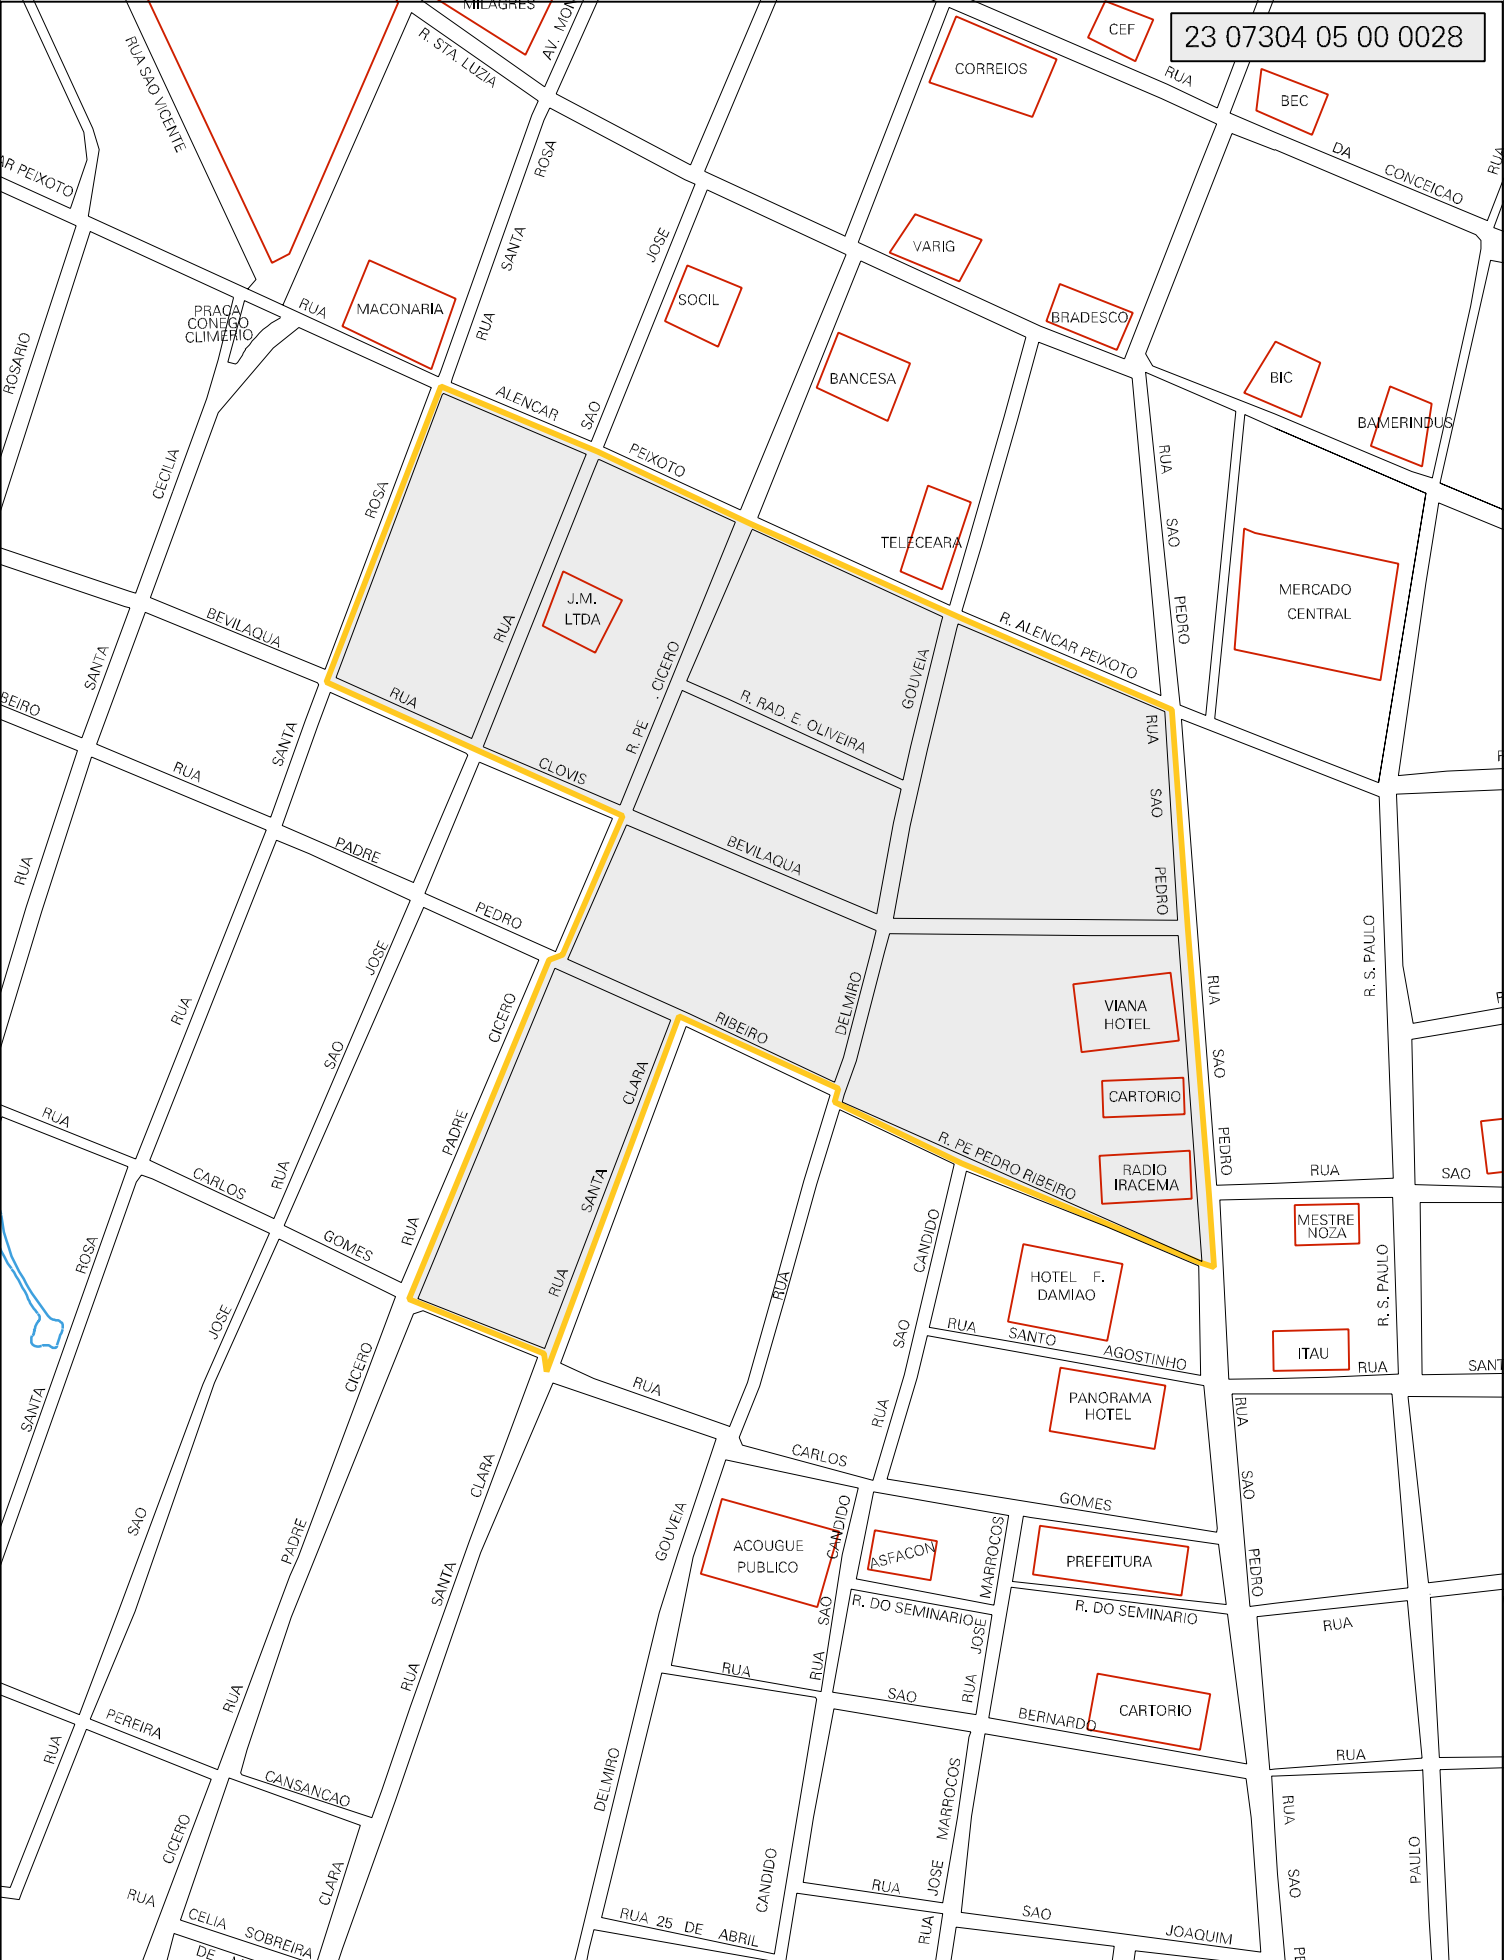 MILAGRES
CEF
23 07304 05 00 0028
R. STA. LUZIA
RUA SAO VICENTE
CORREIOS
RUA
BEC
DA
CONCEICAO
RUA
ROSA
SANTA
JOSE
VARIG
RUA
PRACA
CONEGO
CLIMERIO
MACONARIA
RUA
SOCIL
BRADESCO
ROSARIO
BANCESA
BIC
BAMERINDUS
ALENCAR
SAO
PEIXOTO
CECILIA
ROSA
RUA
SAO
PEDRO
TELECEARA
MERCADO
CENTRAL
J.M.
LTDA
BEVILAQUA
RUA
R. ALENCAR PEIXOTO
SANTA
CICERO
GOUVEIA
RUA
R. RAD. E. OLIVEIRA
R. PE
SANTA
RUA
CLOVIS
RUA
SAO
PEDRO
PADRE
BEVILAQUA
RUA
PEDRO
JOSE
R. S. PAULO
CICERO
DELMIRO
VIANA
HOTEL
RUA
SAO
PEDRO
RUA
RIBEIRO
SAO
CLARA
CARTORIO
RUA
PADRE
R. PE PEDRO RIBEIRO
RADIO
IRACEMA
RUA
SAO
CARLOS
RUA
SANTA
GOMES
RUA
ROSA
CANDIDO
MESTRE
NOZA
HOTEL F.
DAMIAO
R. S. PAULO
RUA
RUA
JOSE
SAO
RUA
SANTO
AGOSTINHO
ITAU
RUA
CICERO
SANTA
RUA
PANORAMA
HOTEL
RUA
SAO
PEDRO
RUA
CARLOS
GOMES
CLARA
SAO
PADRE
GOUVEIA
ACOUGUE
PUBLICO
CANDIDO
ASFACON
MARROCOS
PREFEITURA
SANTA
R. DO SEMINARIO
R. DO SEMINARIO
SAO
JOSE
RUA
RUA
RUA
RUA
SAO
RUA
RUA
BERNARDO
CARTORIO
PEREIRA
RUA
RUA
CANSANCAO
DELMIRO
MARROCOS
RUA
SAO
CICERO
PAULO
CLARA
CANDIDO
RUA
JOSE
RUA
CELIA
SOBREIRA
RUA 25 DE ABRIL
RUA
SAO
JOAQUIM
DE